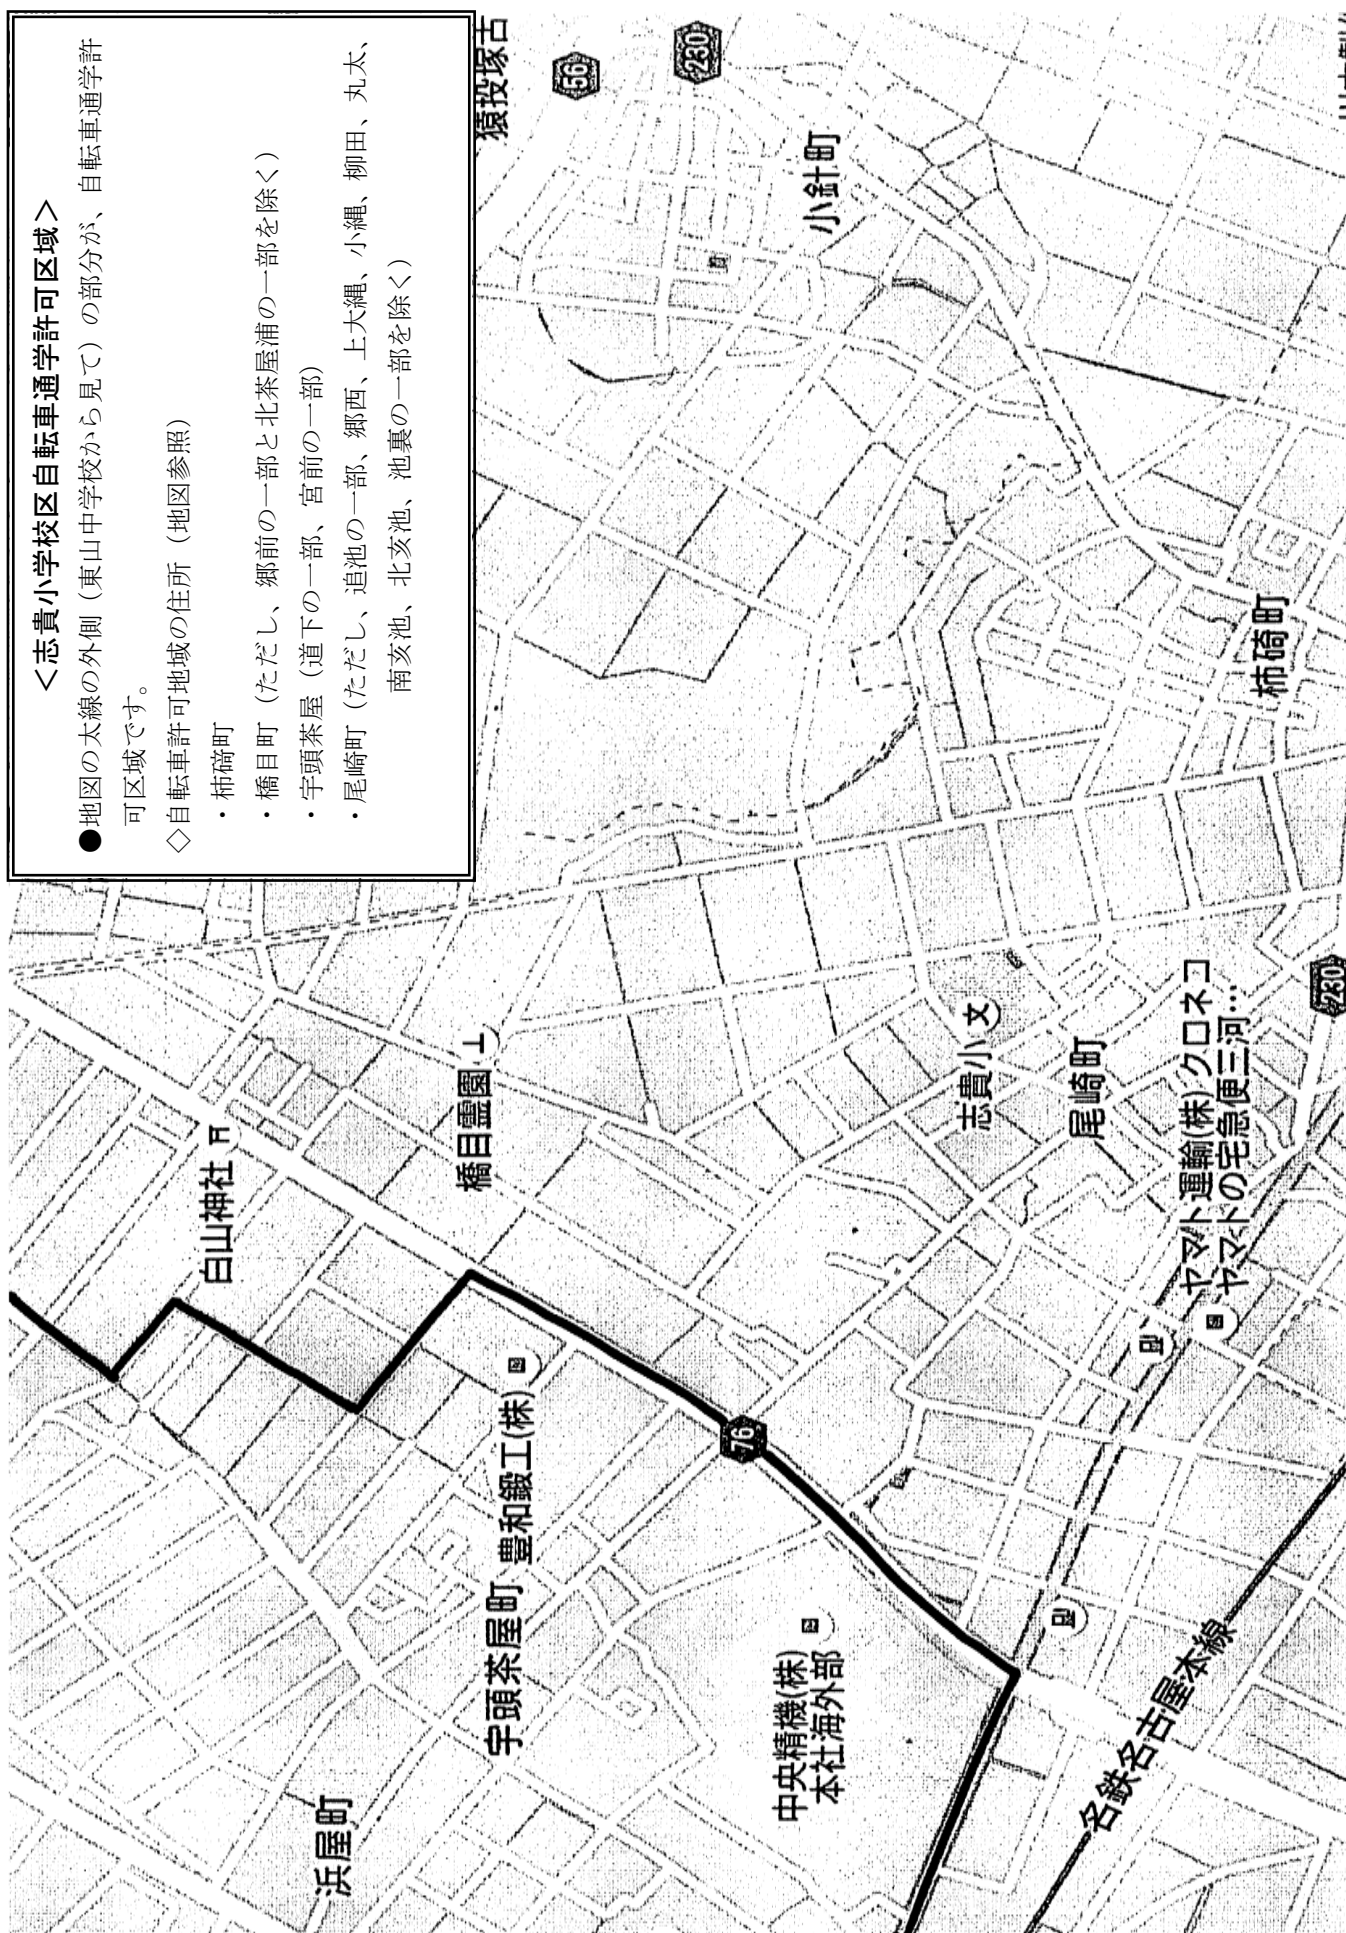 <志貴小学校区自転車通学許可区域>
●地図の太線の外側（東山中学校から見て）の部分が、自転車通学許
可区域です。
◇自転車許可地域の住所（地図参照）
・柿碕町
・橋目町（ただし、郷前の一部と北茶屋浦の一部を除く）
・宇頭茶屋（道下の一部、宮前の一部）
・尾崎町（ただし、追池の一部、郷西、上大縄、小縄、柳田、丸太、
南亥池、北亥池、池裏の一部を除く）
猿投塚古
56
230
小針町
柿碕町
白山神社
橋目霊園
志貴小
文
尾崎町
ヤマト運輸(株)クロネコ
ヤマトの宅急便三河…
230
豊和鍛工(株)
76
宇頭茶屋町
浜屋町
中央精機(株)
本社海外部
名鉄名古屋本線